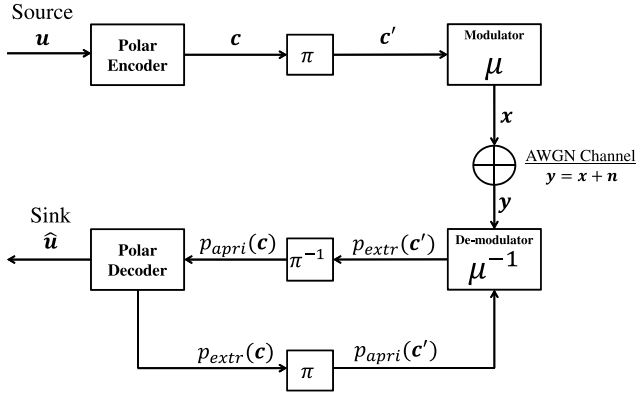 Source
u
Polar
Encoder
c
π
c′
Modulator
μ
x
AWGN Channel
y = x + n
y
Sink
û
Polar
Decoder
p_apri(c)
π⁻¹
p_extr(c′)
De-modulator
μ⁻¹
p_extr(c)
π
p_apri(c′)